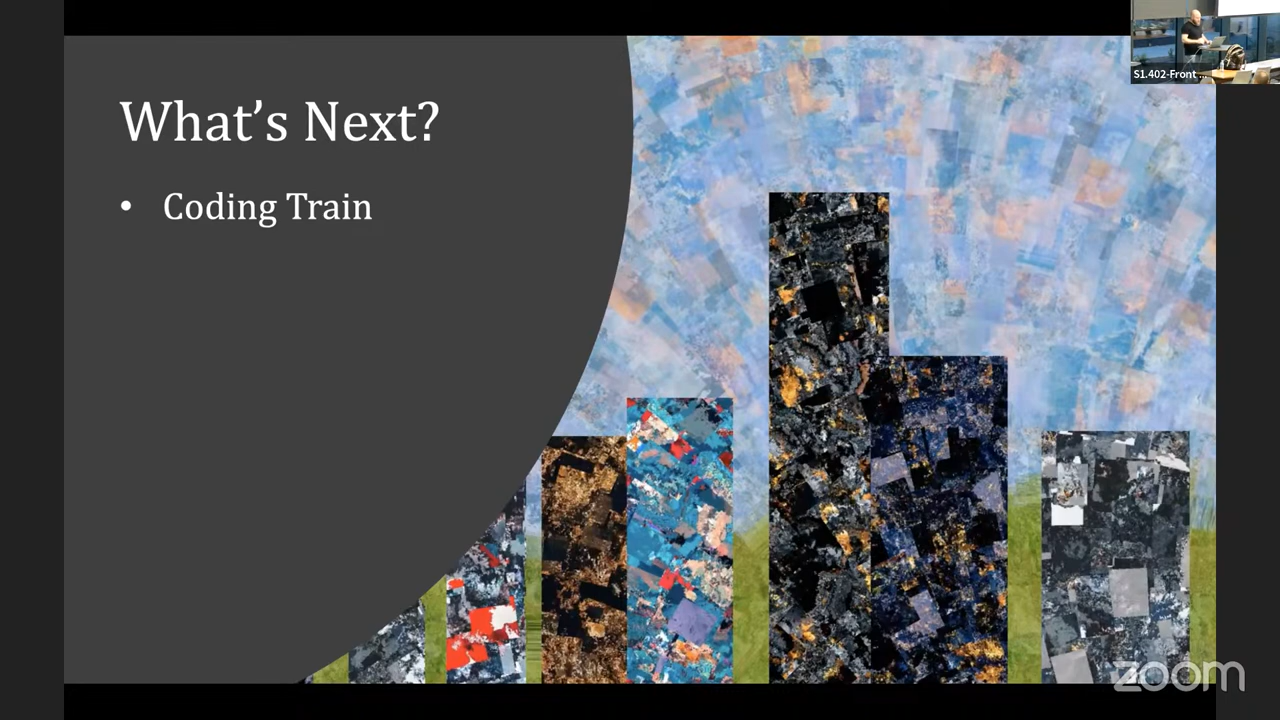 What's Next?
• Coding Train
S1.402-Front ...
zoom